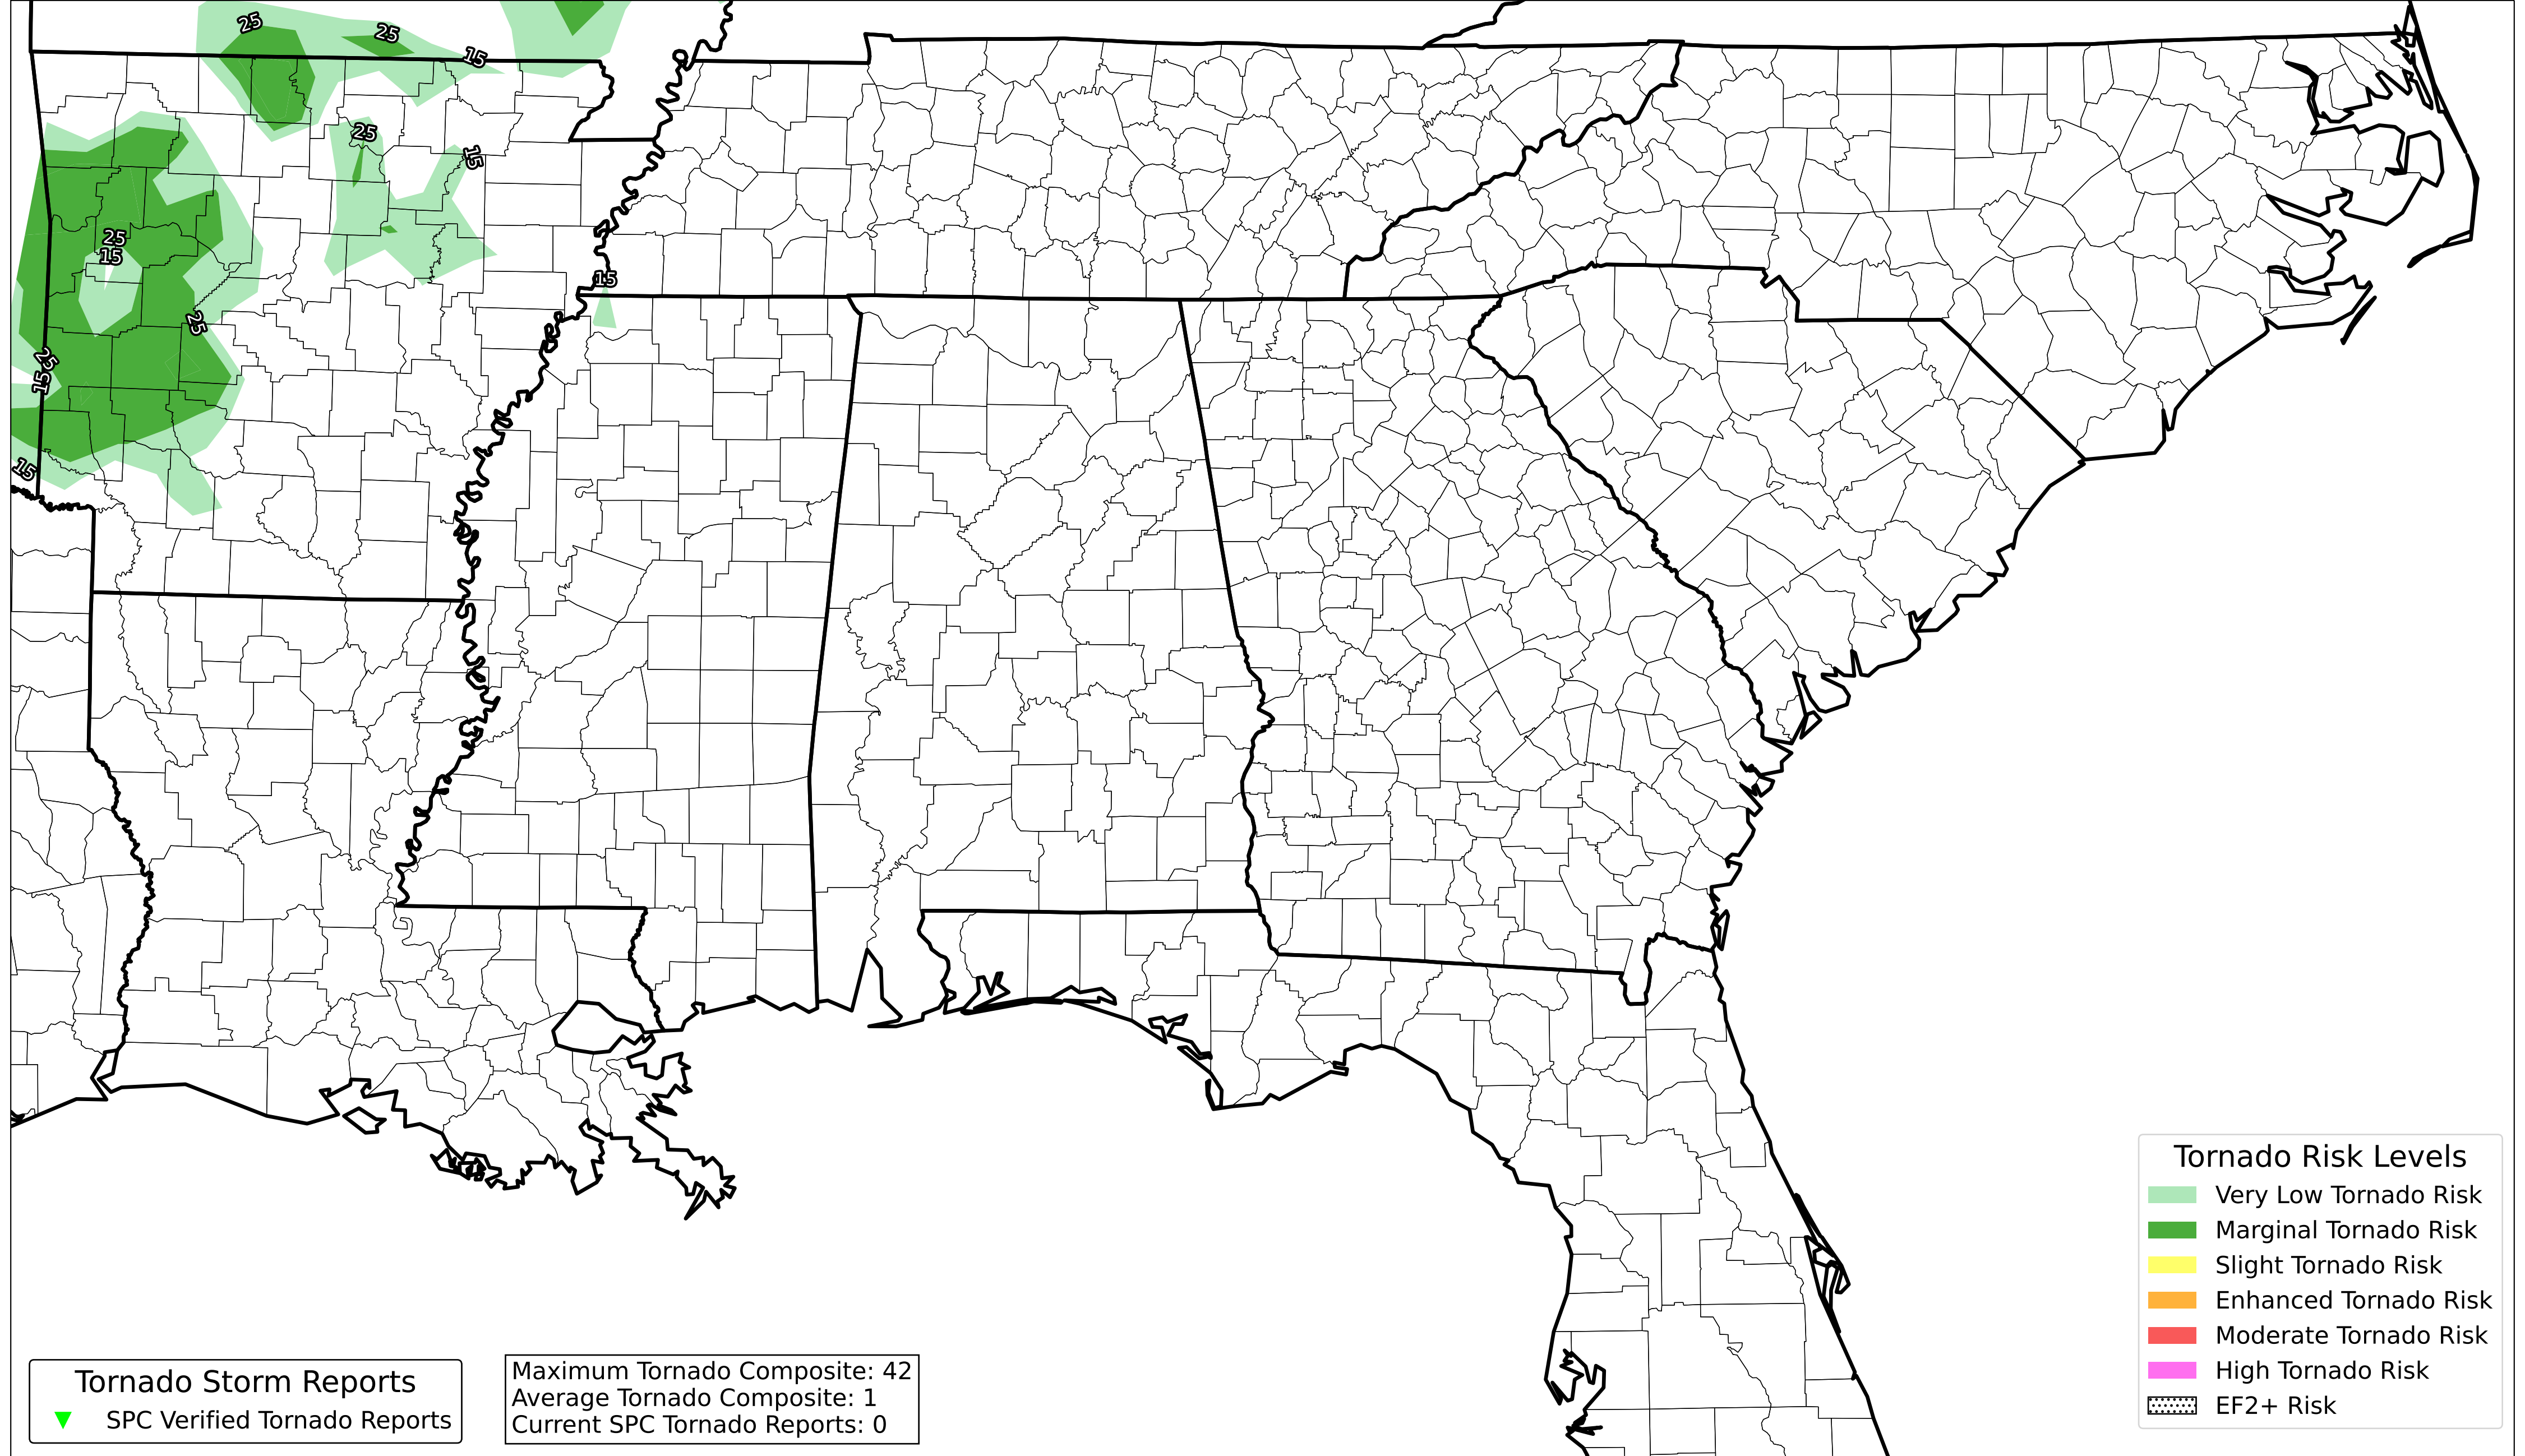 25
25
15
25
15
25
15
15
25
25
15
15
Tornado Risk Levels
Very Low Tornado Risk
Marginal Tornado Risk
Slight Tornado Risk
Enhanced Tornado Risk
Moderate Tornado Risk
High Tornado Risk
EF2+ Risk
Tornado Storm Reports
SPC Verified Tornado Reports
Maximum Tornado Composite: 42
Average Tornado Composite: 1
Current SPC Tornado Reports: 0